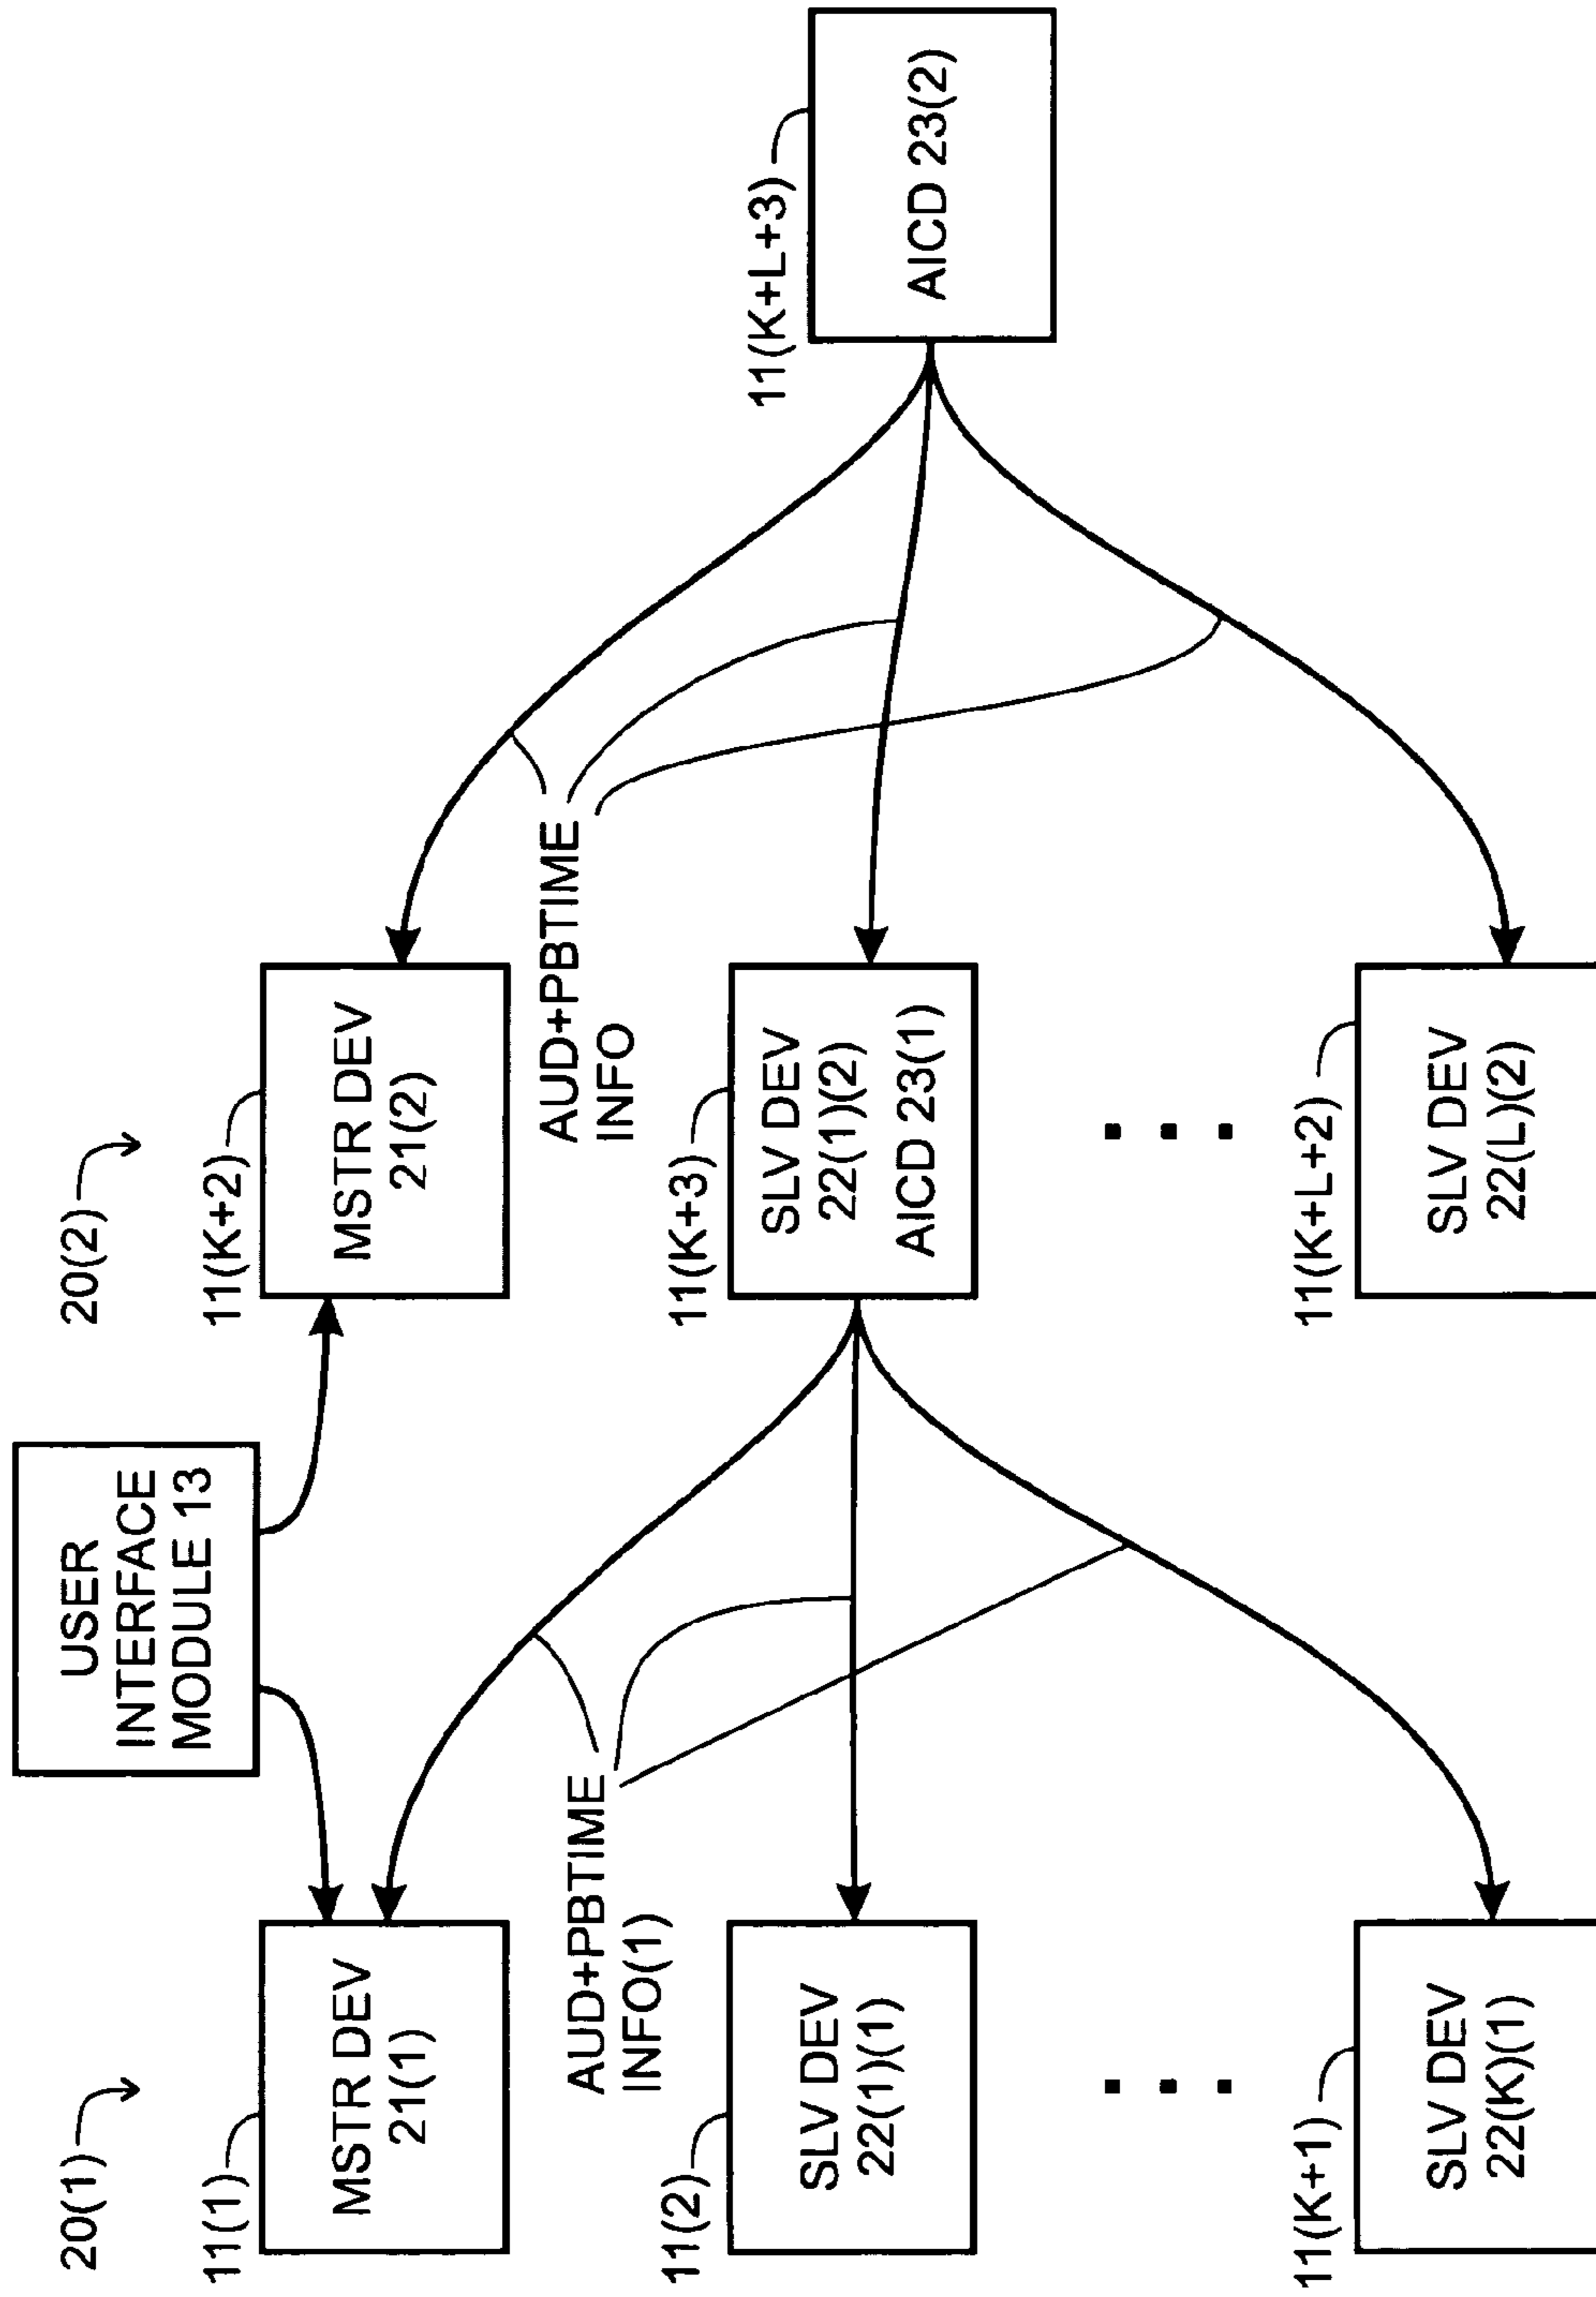 USER
INTERFACE
MODULE 13
20(1)
11(1)
MSTR DEV
21(1)
AUD+PBTIME
INFO(1)
11(2)
SLV DEV
22(1)(1)
11(K+1)
SLV DEV
22(K)(1)
20(2)
11(K+2)
MSTR DEV
21(2)
AUD+PBTIME
INFO
11(K+3)
SLV DEV
22(1)(2)
AICD 23(1)
11(K+L+2)
SLV DEV
22(L)(2)
11(K+L+3)
AICD 23(2)